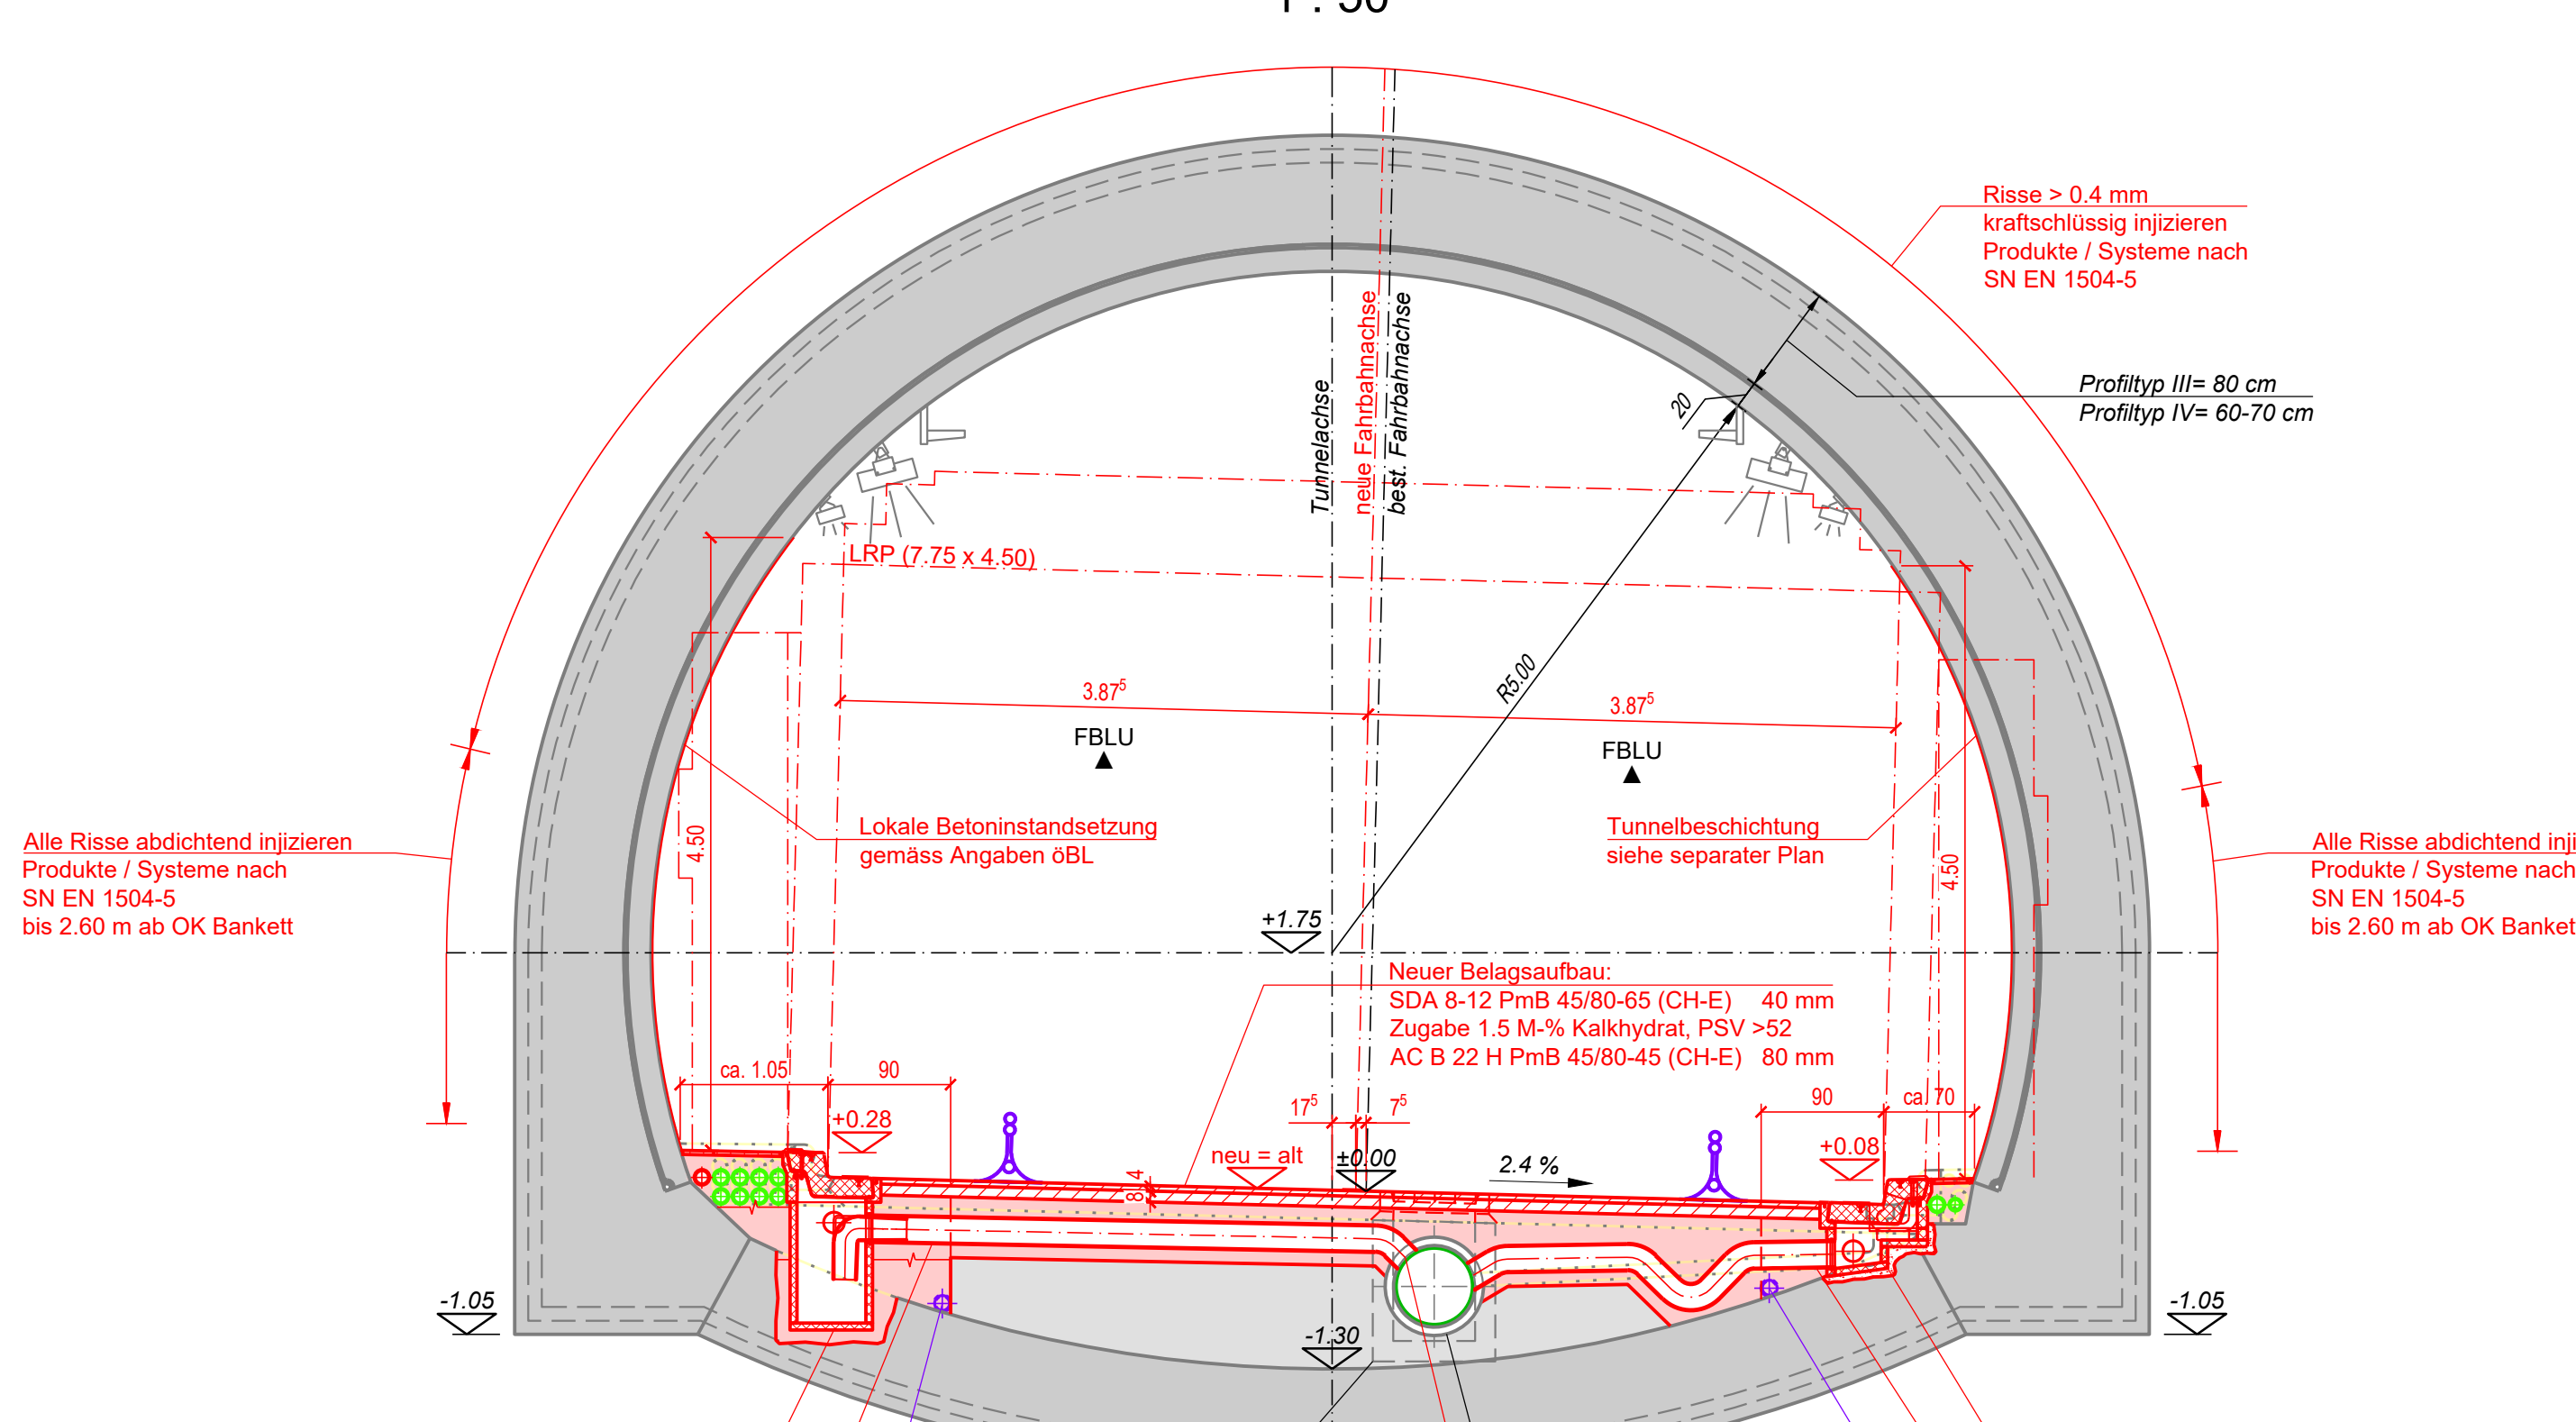 1 : 50
Risse > 0.4 mm
kraftschlüssig injizieren
Produkte / Systeme nach
SN EN 1504-5
Profiltyp III= 80 cm
Profiltyp IV= 60-70 cm
20
Tunnelachse
neue Fahrbahnachse
best. Fahrbahnachse
LRP (7.75 x 4.50)
R5.00
3.87⁵
3.87⁵
FBLU
FBLU
4.50
4.50
Lokale Betoninstandsetzung
gemäss Angaben öBL
Tunnelbeschichtung
siehe separater Plan
Alle Risse abdichtend injizieren
Produkte / Systeme nach
SN EN 1504-5
bis 2.60 m ab OK Bankett
Alle Risse abdichtend inji
Produkte / Systeme nach
SN EN 1504-5
bis 2.60 m ab OK Banket
+1.75
Neuer Belagsaufbau:
SDA 8-12 PmB 45/80-65 (CH-E) 40 mm
Zugabe 1.5 M-% Kalkhydrat, PSV >52
AC B 22 H PmB 45/80-45 (CH-E) 80 mm
ca. 1.05
90
17⁵
7⁵
90
ca. 70
+0.28
neu = alt
±0.00
2.4 %
+0.08
8
4
-1.05
-1.30
-1.05